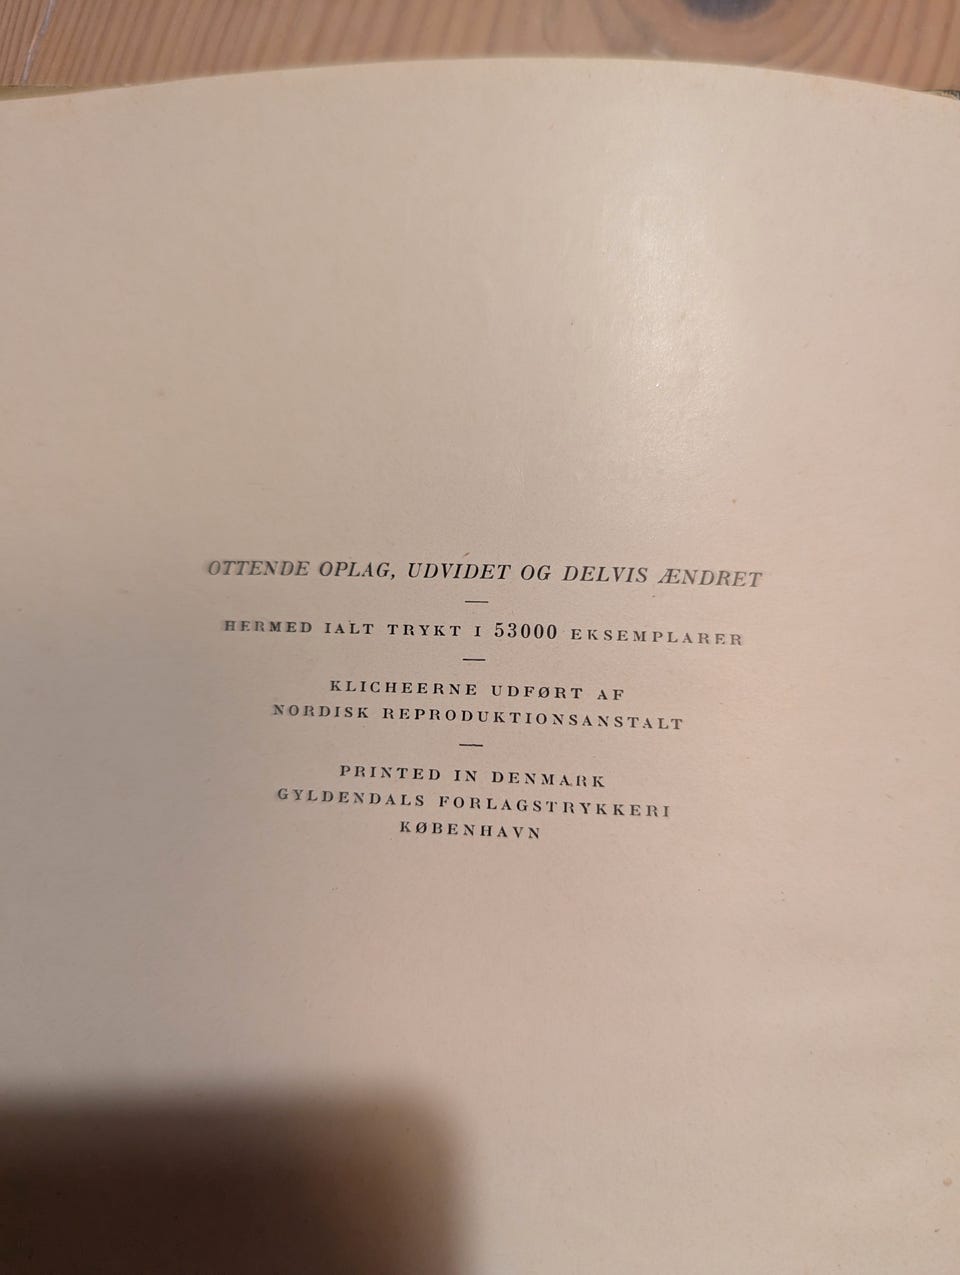 OTTENDE OPLAG, UDVIDET OG DELVIS ÆNDRET
HERMED IALT TRYKT I 53000 EKSEMPLARER
KLICHEERNE UDFØRT AF
NORDISK REPRODUKTIONSANSTALT
PRINTED IN DENMARK
GYLDENDALS FORLAGSTRYKKERI
KØBENHAVN